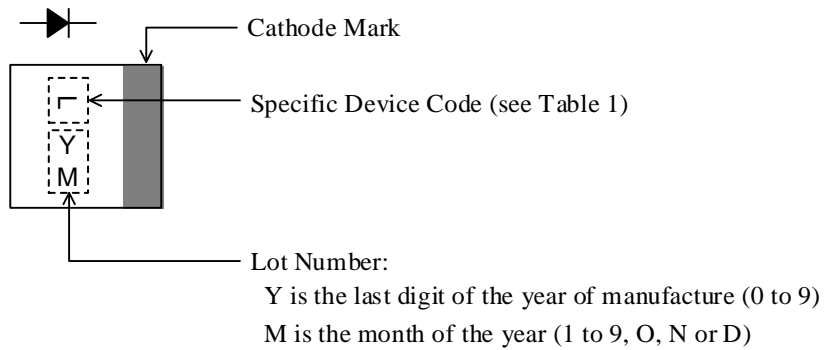 Cathode Mark
L
Specific Device Code (see Table 1)
Y
M
Lot Number:
Y is the last digit of the year of manufacture (0 to 9)
M is the month of the year (1 to 9, O, N or D)